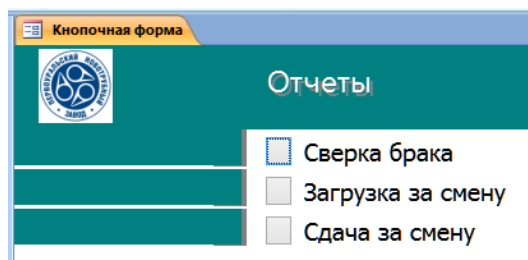 Кнопочная форма
ПЕРВОУРАЛЬСКИЙ НОВОТРУБНЫЙ
ЗАВОД
Отчеты
Сверка брака
Загрузка за смену
Сдача за смену